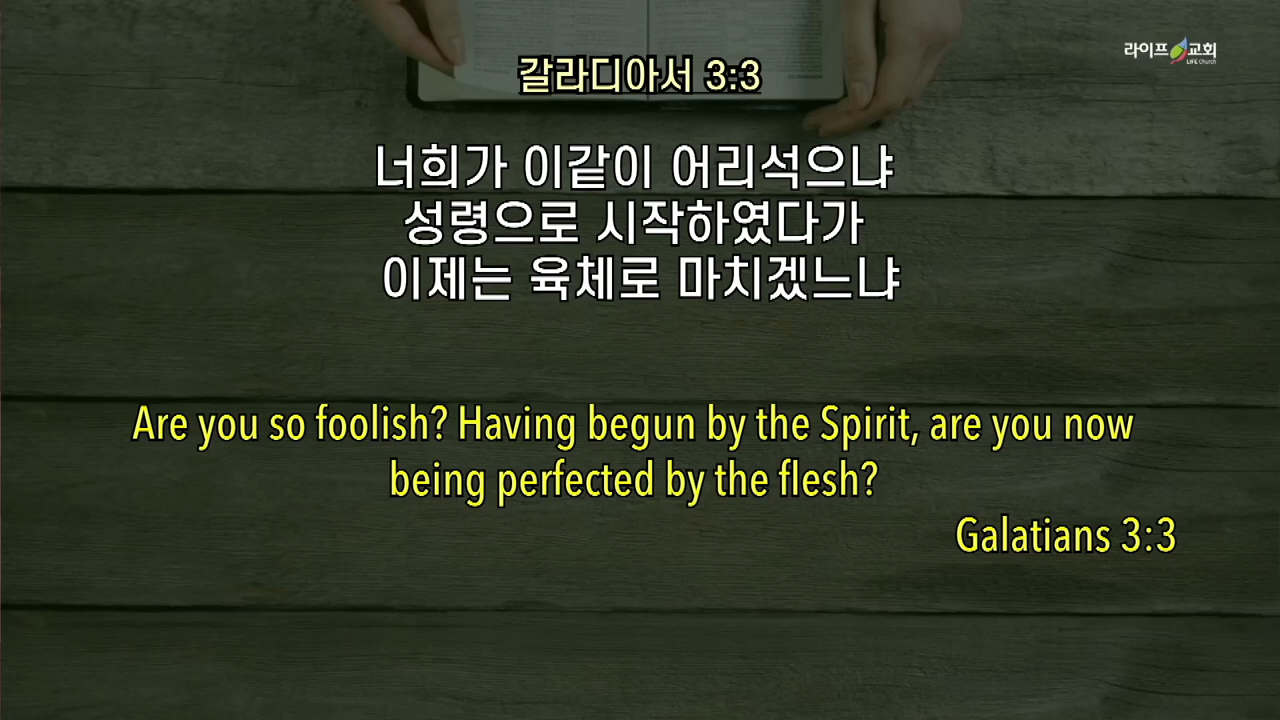 라이프 교회
LIFE Church
갈라디아서 3:3
너희가 이같이 어리석으냐
성령으로 시작하였다가
이제는 육체로 마치겠느냐
Are you so foolish? Having begun by the Spirit, are you now
being perfected by the flesh?
Galatians 3:3